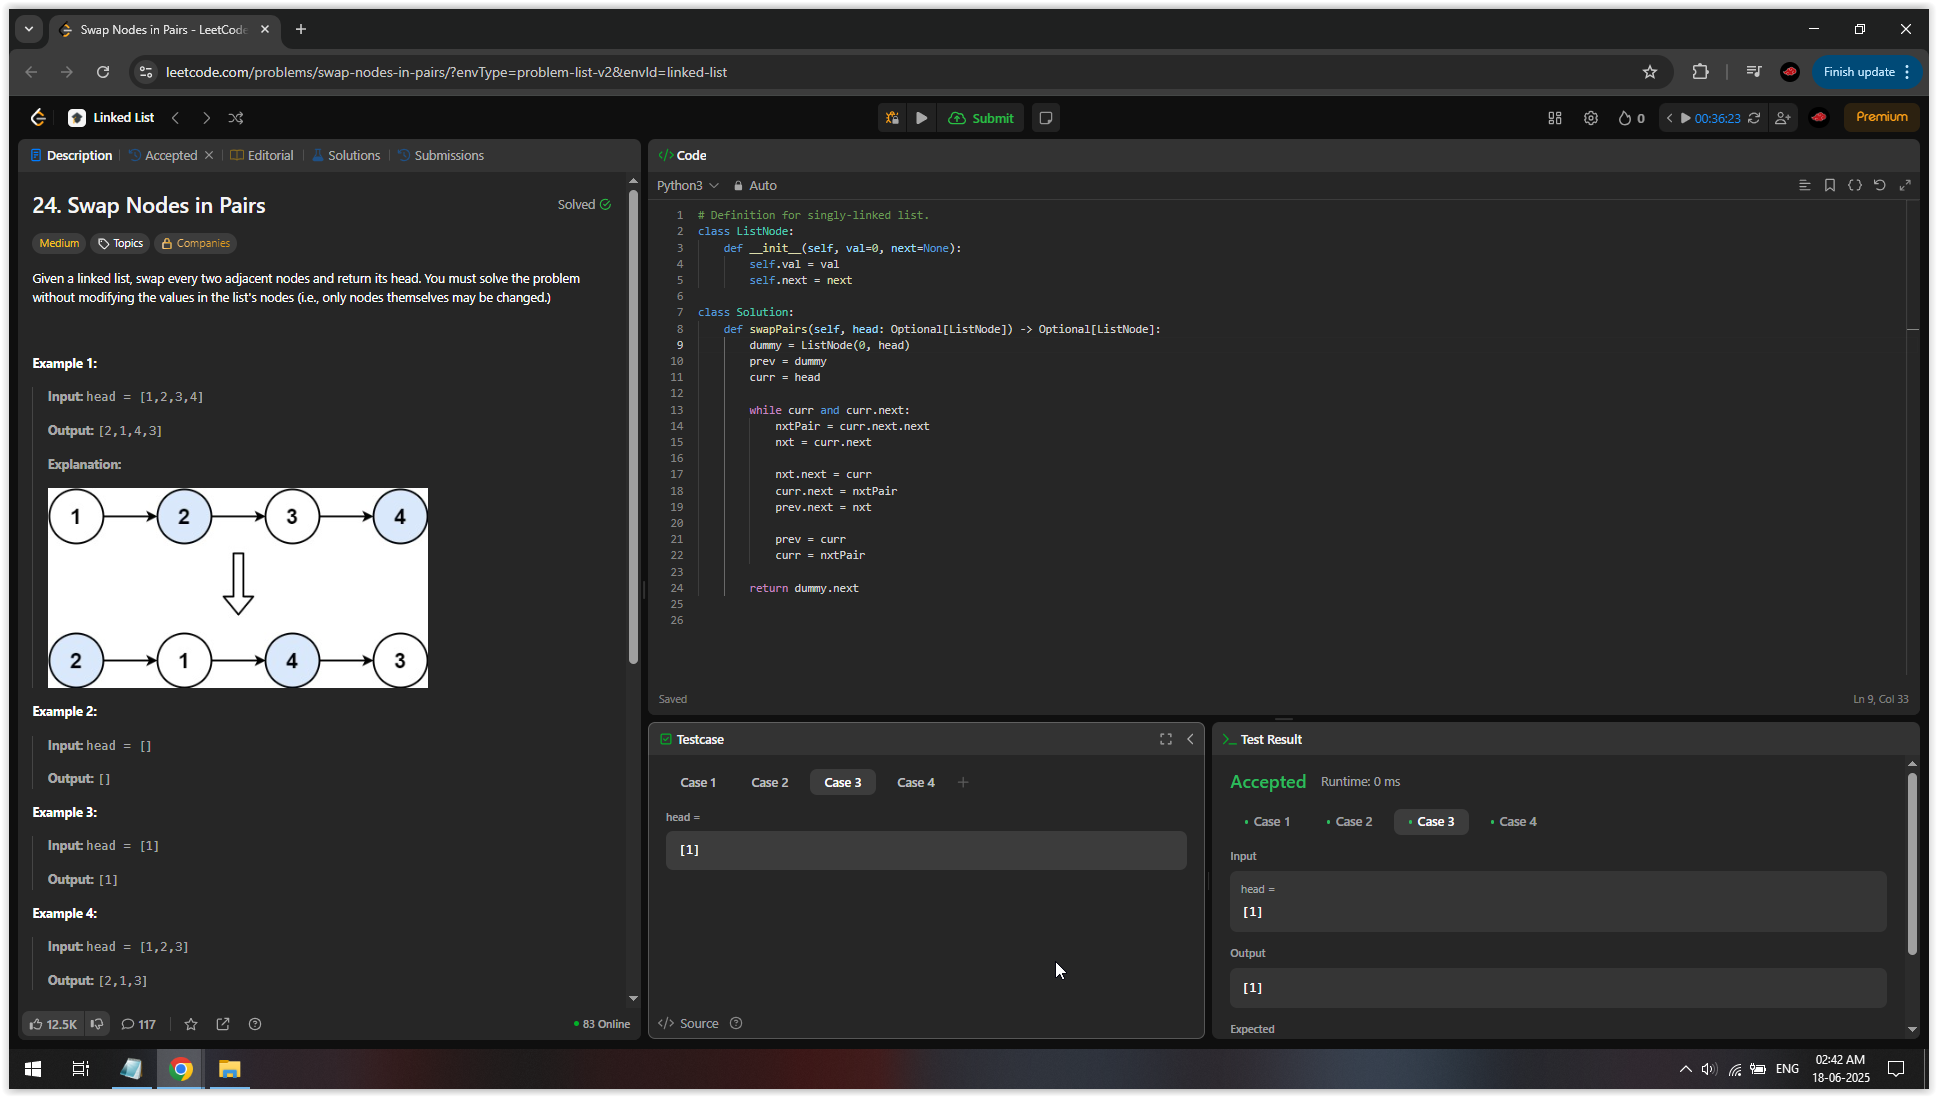 Swap Nodes in Pairs - LeetCode
leetcode.com/problems/swap-nodes-in-pairs/?envType=problem-list-v2&envId=linked-list
Finish update
Linked List
Submit
0
00:36:23
Premium
Description
Accepted
Editorial
Solutions
Submissions
24. Swap Nodes in Pairs
Solved
Medium
Topics
Companies
Given a linked list, swap every two adjacent nodes and return its head. You must solve the problem
without modifying the values in the list's nodes (i.e., only nodes themselves may be changed.)
Example 1:
Input: head = [1,2,3,4]
Output: [2,1,4,3]
Explanation:
1 2 3 4
2 1 4 3
Example 2:
Input: head = []
Output: []
Example 3:
Input: head = [1]
Output: [1]
Example 4:
Input: head = [1,2,3]
Output: [2,1,3]
12.5K
117
83 Online
</> Code
Python3
Auto
1 # Definition for singly-linked list.
2 class ListNode:
3 def __init__(self, val=0, next=None):
4 self.val = val
5 self.next = next
6
7 class Solution:
8 def swapPairs(self, head: Optional[ListNode]) -> Optional[ListNode]:
9 dummy = ListNode(0, head)
10 prev = dummy
11 curr = head
12
13 while curr and curr.next:
14 nxtPair = curr.next.next
15 nxt = curr.next
16
17 nxt.next = curr
18 curr.next = nxtPair
19 prev.next = nxt
20
21 prev = curr
22 curr = nxtPair
23
24 return dummy.next
25
26
Saved
Ln 9, Col 33
Testcase
Case 1
Case 2
Case 3
Case 4
+
head =
[1]
</> Source
>_ Test Result
Accepted
Runtime: 0 ms
Case 1
Case 2
Case 3
Case 4
Input
head =
[1]
Output
[1]
Expected
ENG
02:42 AM
18-06-2025